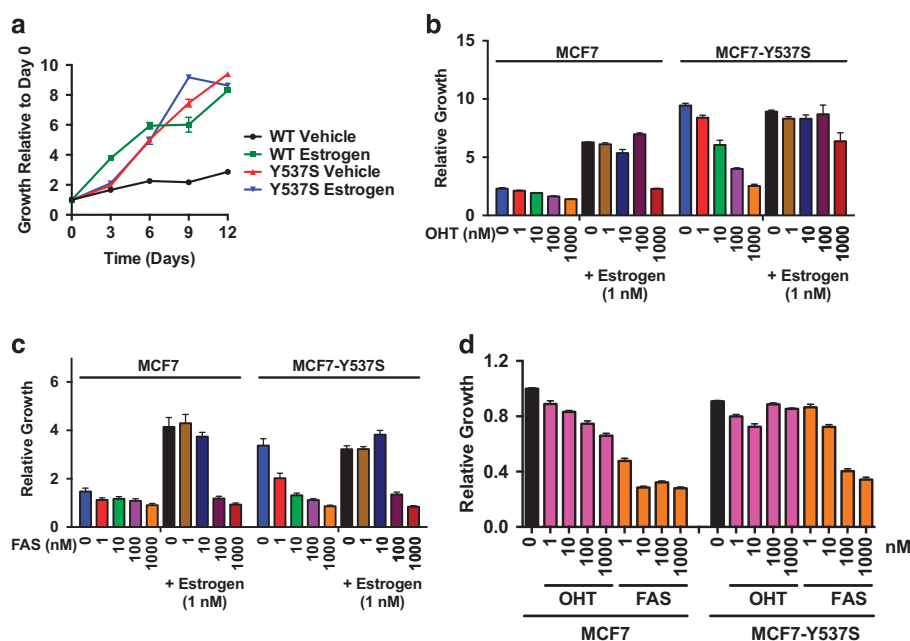 a
Growth Relative to Day 0
10
8
6
4
2
0
0 3 6 9 12
Time (Days)
WT Vehicle
WT Estrogen
Y537S Vehicle
Y537S Estrogen
b
MCF7 MCF7-Y537S
Relative Growth
15
10
5
0
OHT (nM) 0 1 10 100 1000 0 1 10 100 1000 0 1 10 100 1000 0 1 10 100 1000
+ Estrogen + Estrogen
(1 nM) (1 nM)
c
MCF7 MCF7-Y537S
Relative Growth
6
4
2
0
FAS (nM) 0 1 10 100 1000 0 1 10 100 1000 0 1 10 100 1000 0 1 10 100 1000
+ Estrogen + Estrogen
(1 nM) (1 nM)
d
Relative Growth
1.2
0.8
0.4
0.0
0 1 10 100 1000 1 10 100 1000 0 1 10 100 1000 1 10 100 1000 nM
OHT FAS OHT FAS
MCF7 MCF7-Y537S